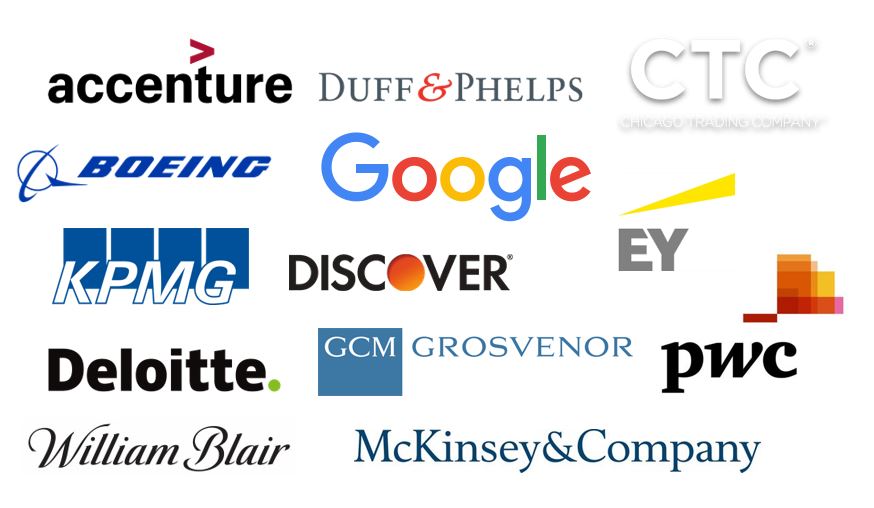 accenture
DUFF & PHELPS
CTC®
CHICAGO TRADING COMPANY™
BOEING
Google
EY
KPMG
DISCOVER®
pwc
Deloitte.
GCM GROSVENOR
William Blair
McKinsey&Company